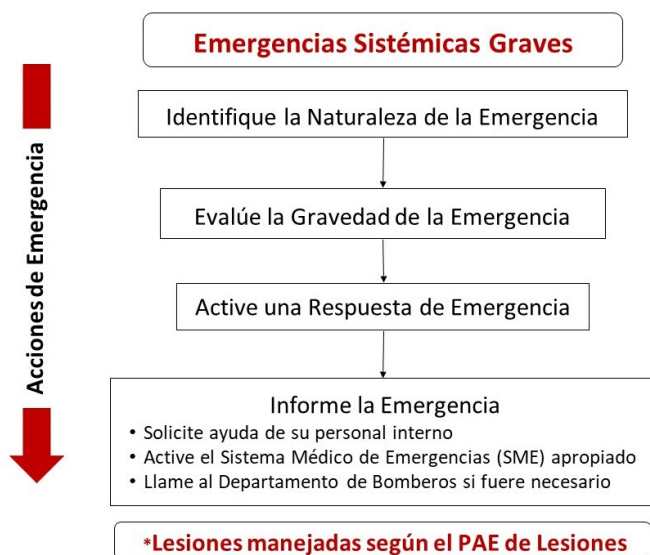 Emergencias Sistémicas Graves
Acciones de Emergencia
Identifique la Naturaleza de la Emergencia
Evalúe la Gravedad de la Emergencia
Active una Respuesta de Emergencia
Informe la Emergencia
• Solicite ayuda de su personal interno
• Active el Sistema Médico de Emergencias (SME) apropiado
• Llame al Departamento de Bomberos si fuere necesario
*Lesiones manejadas según el PAE de Lesiones